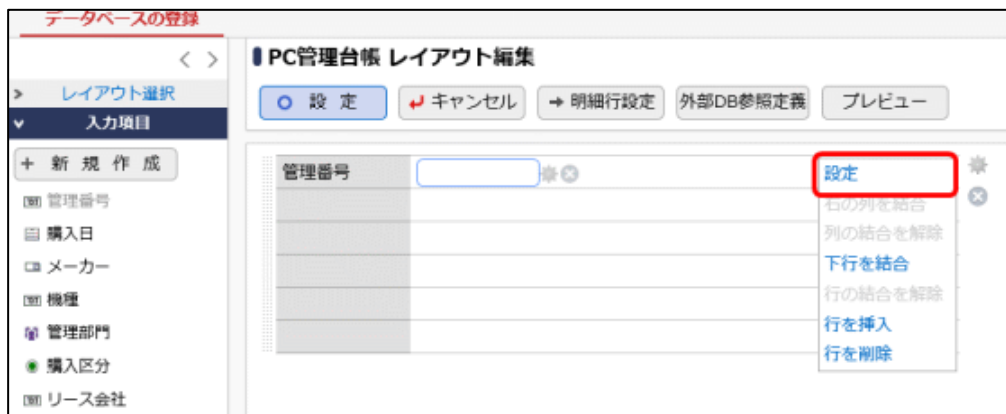 データベースの登録
< >
> レイアウト選択
v 入力項目
+ 新 規 作 成
管理番号
購入日
メーカー
機種
管理部門
購入区分
リース会社
PC管理台帳 レイアウト編集
設 定
キャンセル
明細行設定
外部DB参照定義
プレビュー
管理番号
設定
右の列を結合
列の結合を解除
下行を結合
行の結合を解除
行を挿入
行を削除